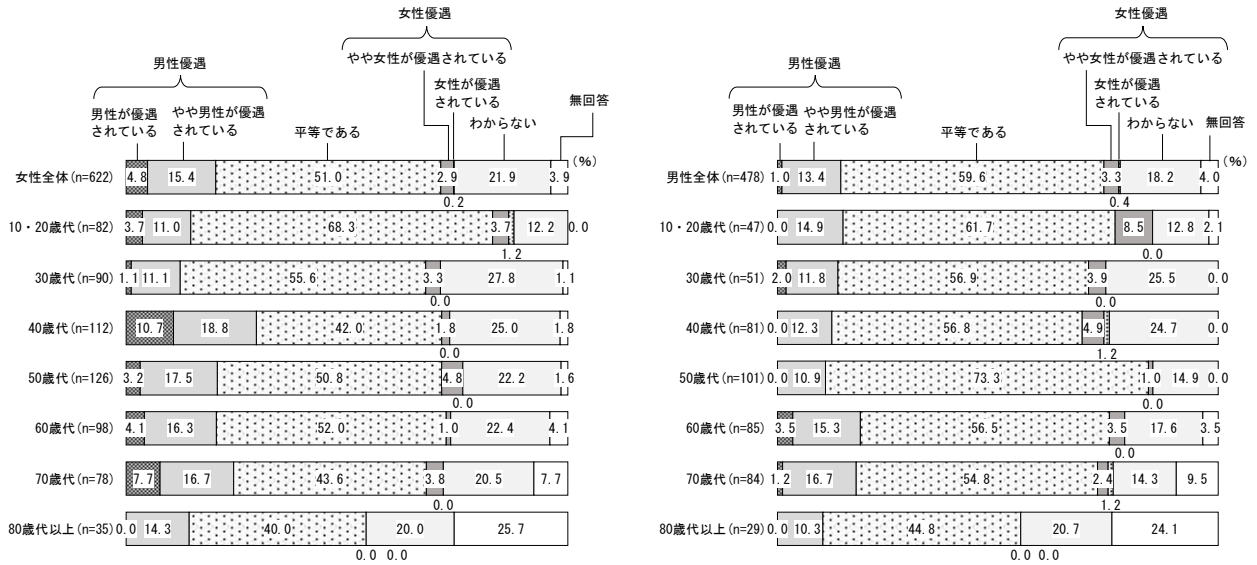 女性優遇
やや女性が優遇されている
男性優遇
女性が優遇
されている
無回答
男性が優遇
されている
やや男性が優遇
されている
平等である
わからない
(%)
女性全体(n=622) 4.8 15.4 51.0 2.9 21.9 3.9
0.2
10・20歳代(n=82) 3.7 11.0 68.3 3.7 12.2 0.0
1.2
30歳代(n=90) 1.1 11.1 55.6 3.3 27.8 1.1
0.0
40歳代(n=112) 10.7 18.8 42.0 1.8 25.0 1.8
0.0
50歳代(n=126) 3.2 17.5 50.8 4.8 22.2 1.6
0.0
60歳代(n=98) 4.1 16.3 52.0 1.0 22.4 4.1
70歳代(n=78) 7.7 16.7 43.6 3.8 20.5 7.7
0.0
80歳代以上(n=35) 0.0 14.3 40.0 20.0 25.7
0.0 0.0
女性優遇
やや女性が優遇されている
男性優遇
女性が優遇
されている
男性が優遇
されている
やや男性が優遇
されている
平等である
わからない
無回答
(%)
男性全体(n=478) 1.0 13.4 59.6 3.3 18.2 4.0
0.4
10・20歳代(n=47) 0.0 14.9 61.7 8.5 12.8 2.1
0.0
30歳代(n=51) 2.0 11.8 56.9 3.9 25.5 0.0
0.0
40歳代(n=81) 0.0 12.3 56.8 4.9 24.7 0.0
1.2
50歳代(n=101) 0.0 10.9 73.3 1.0 14.9 0.0
0.0
60歳代(n=85) 3.5 15.3 56.5 3.5 17.6 3.5
0.0
70歳代(n=84) 1.2 16.7 54.8 2.4 14.3 9.5
1.2
80歳代以上(n=29) 0.0 10.3 44.8 20.7 24.1
0.0 0.0